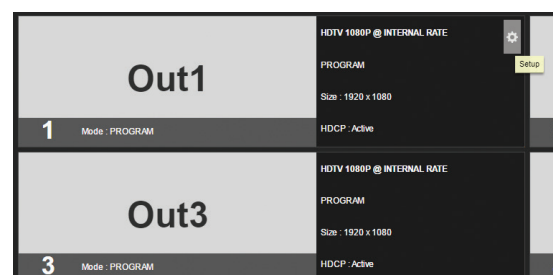 HDTV 1080P @ INTERNAL RATE
Out1
PROGRAM
Setup
Size : 1920 x 1080
1 Mode : PROGRAM
HDCP : Active
HDTV 1080P @ INTERNAL RATE
Out3
PROGRAM
Size : 1920 x 1080
3 Mode : PROGRAM
HDCP : Active